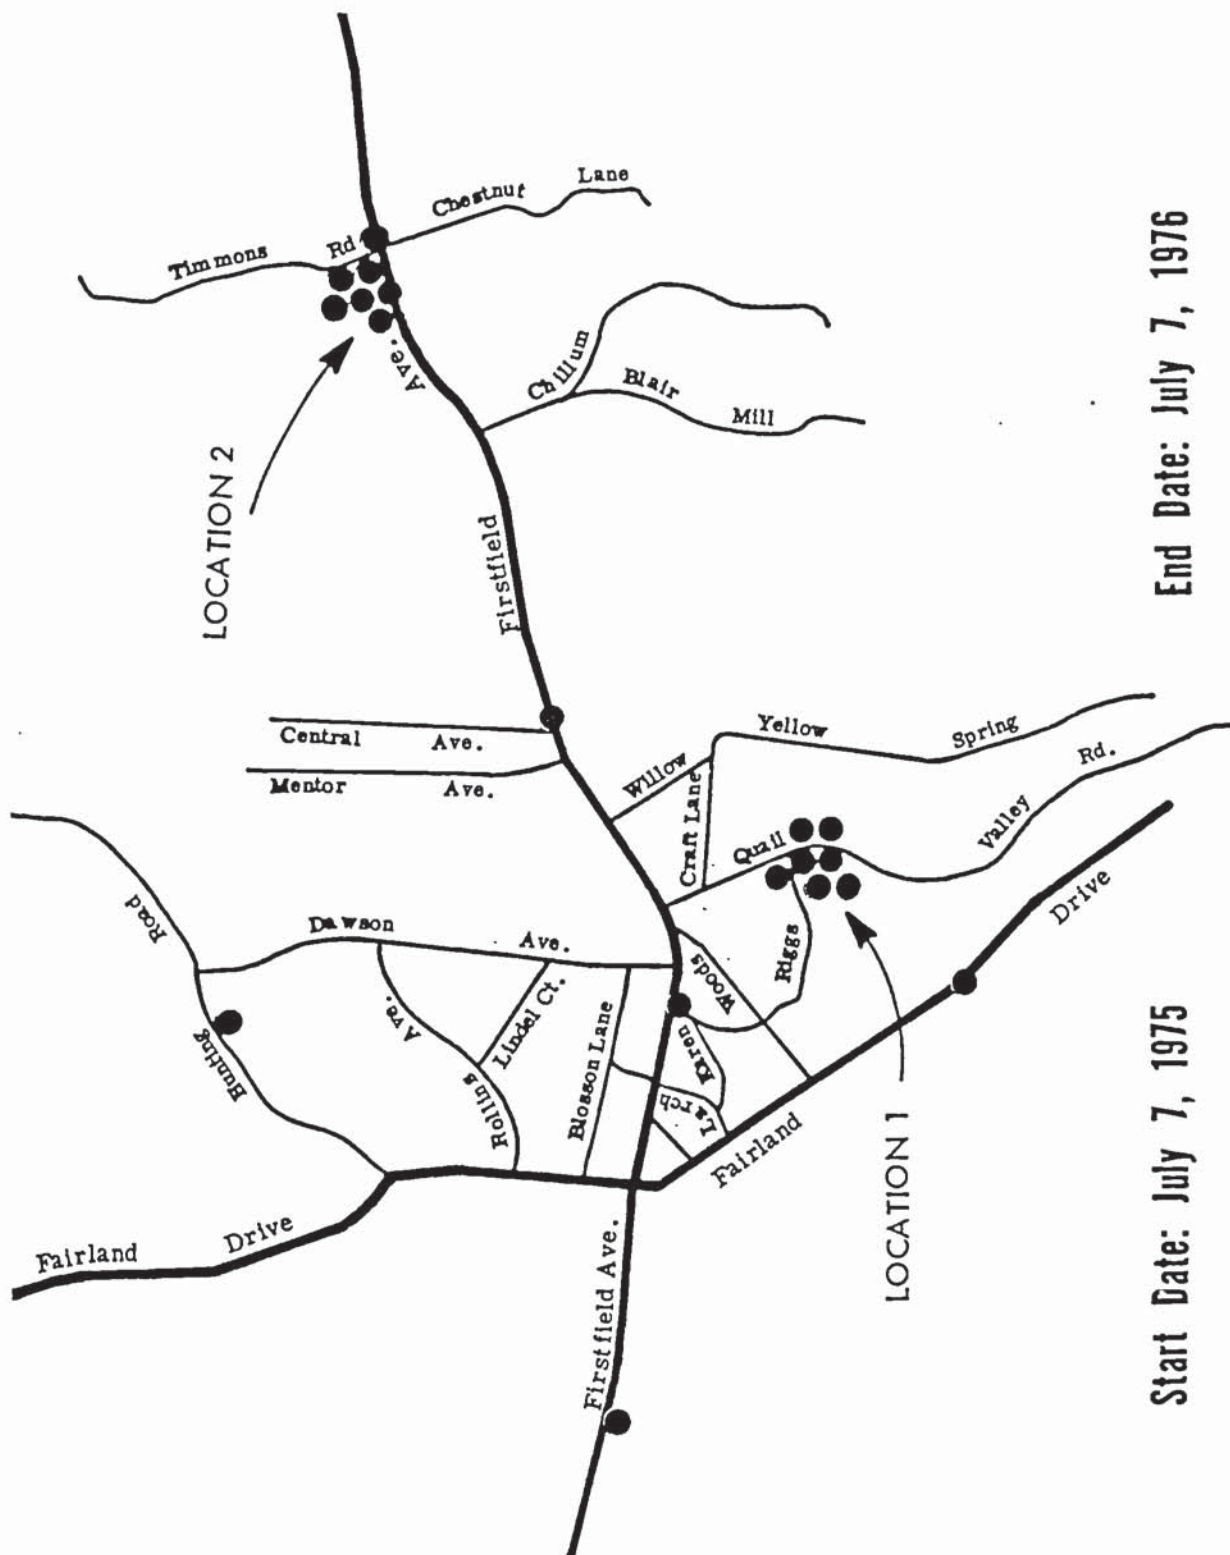 Timmons Rd
Chestnut Lane
LOCATION 2
Firstfield Ave.
Chillum
Blair Mill
Central Ave.
Mentor Ave.
Willow
Yellow Spring
Craft Lane
Quail Valley Rd.
Hunting Road
Dawson Ave.
Rollins Ave.
Lindel Ct.
Blosson Lane
Woods
Riggs
Karen
Larch
Fairland Drive
Fairland Drive
Firstfield Ave.
LOCATION 1
Start Date: July 7, 1975
End Date: July 7, 1976